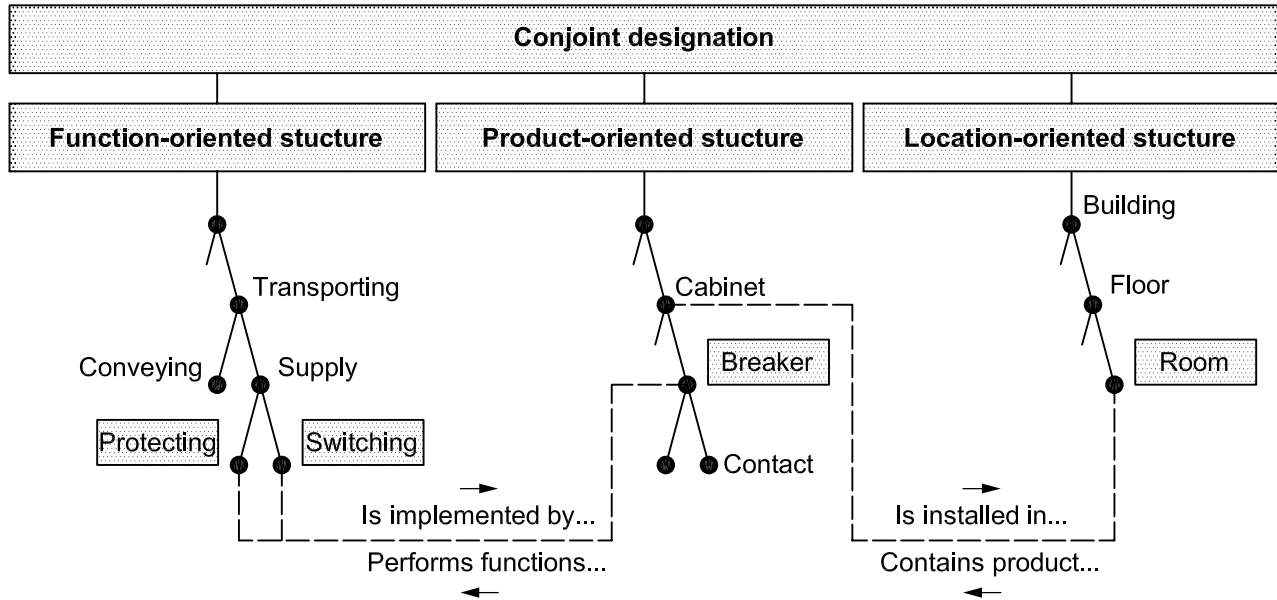 Conjoint designation
Function-oriented stucture
Product-oriented stucture
Location-oriented stucture
Building
Transporting
Cabinet
Floor
Conveying
Supply
Breaker
Room
Protecting
Switching
Contact
Is implemented by...
Is installed in...
Performs functions...
Contains product...